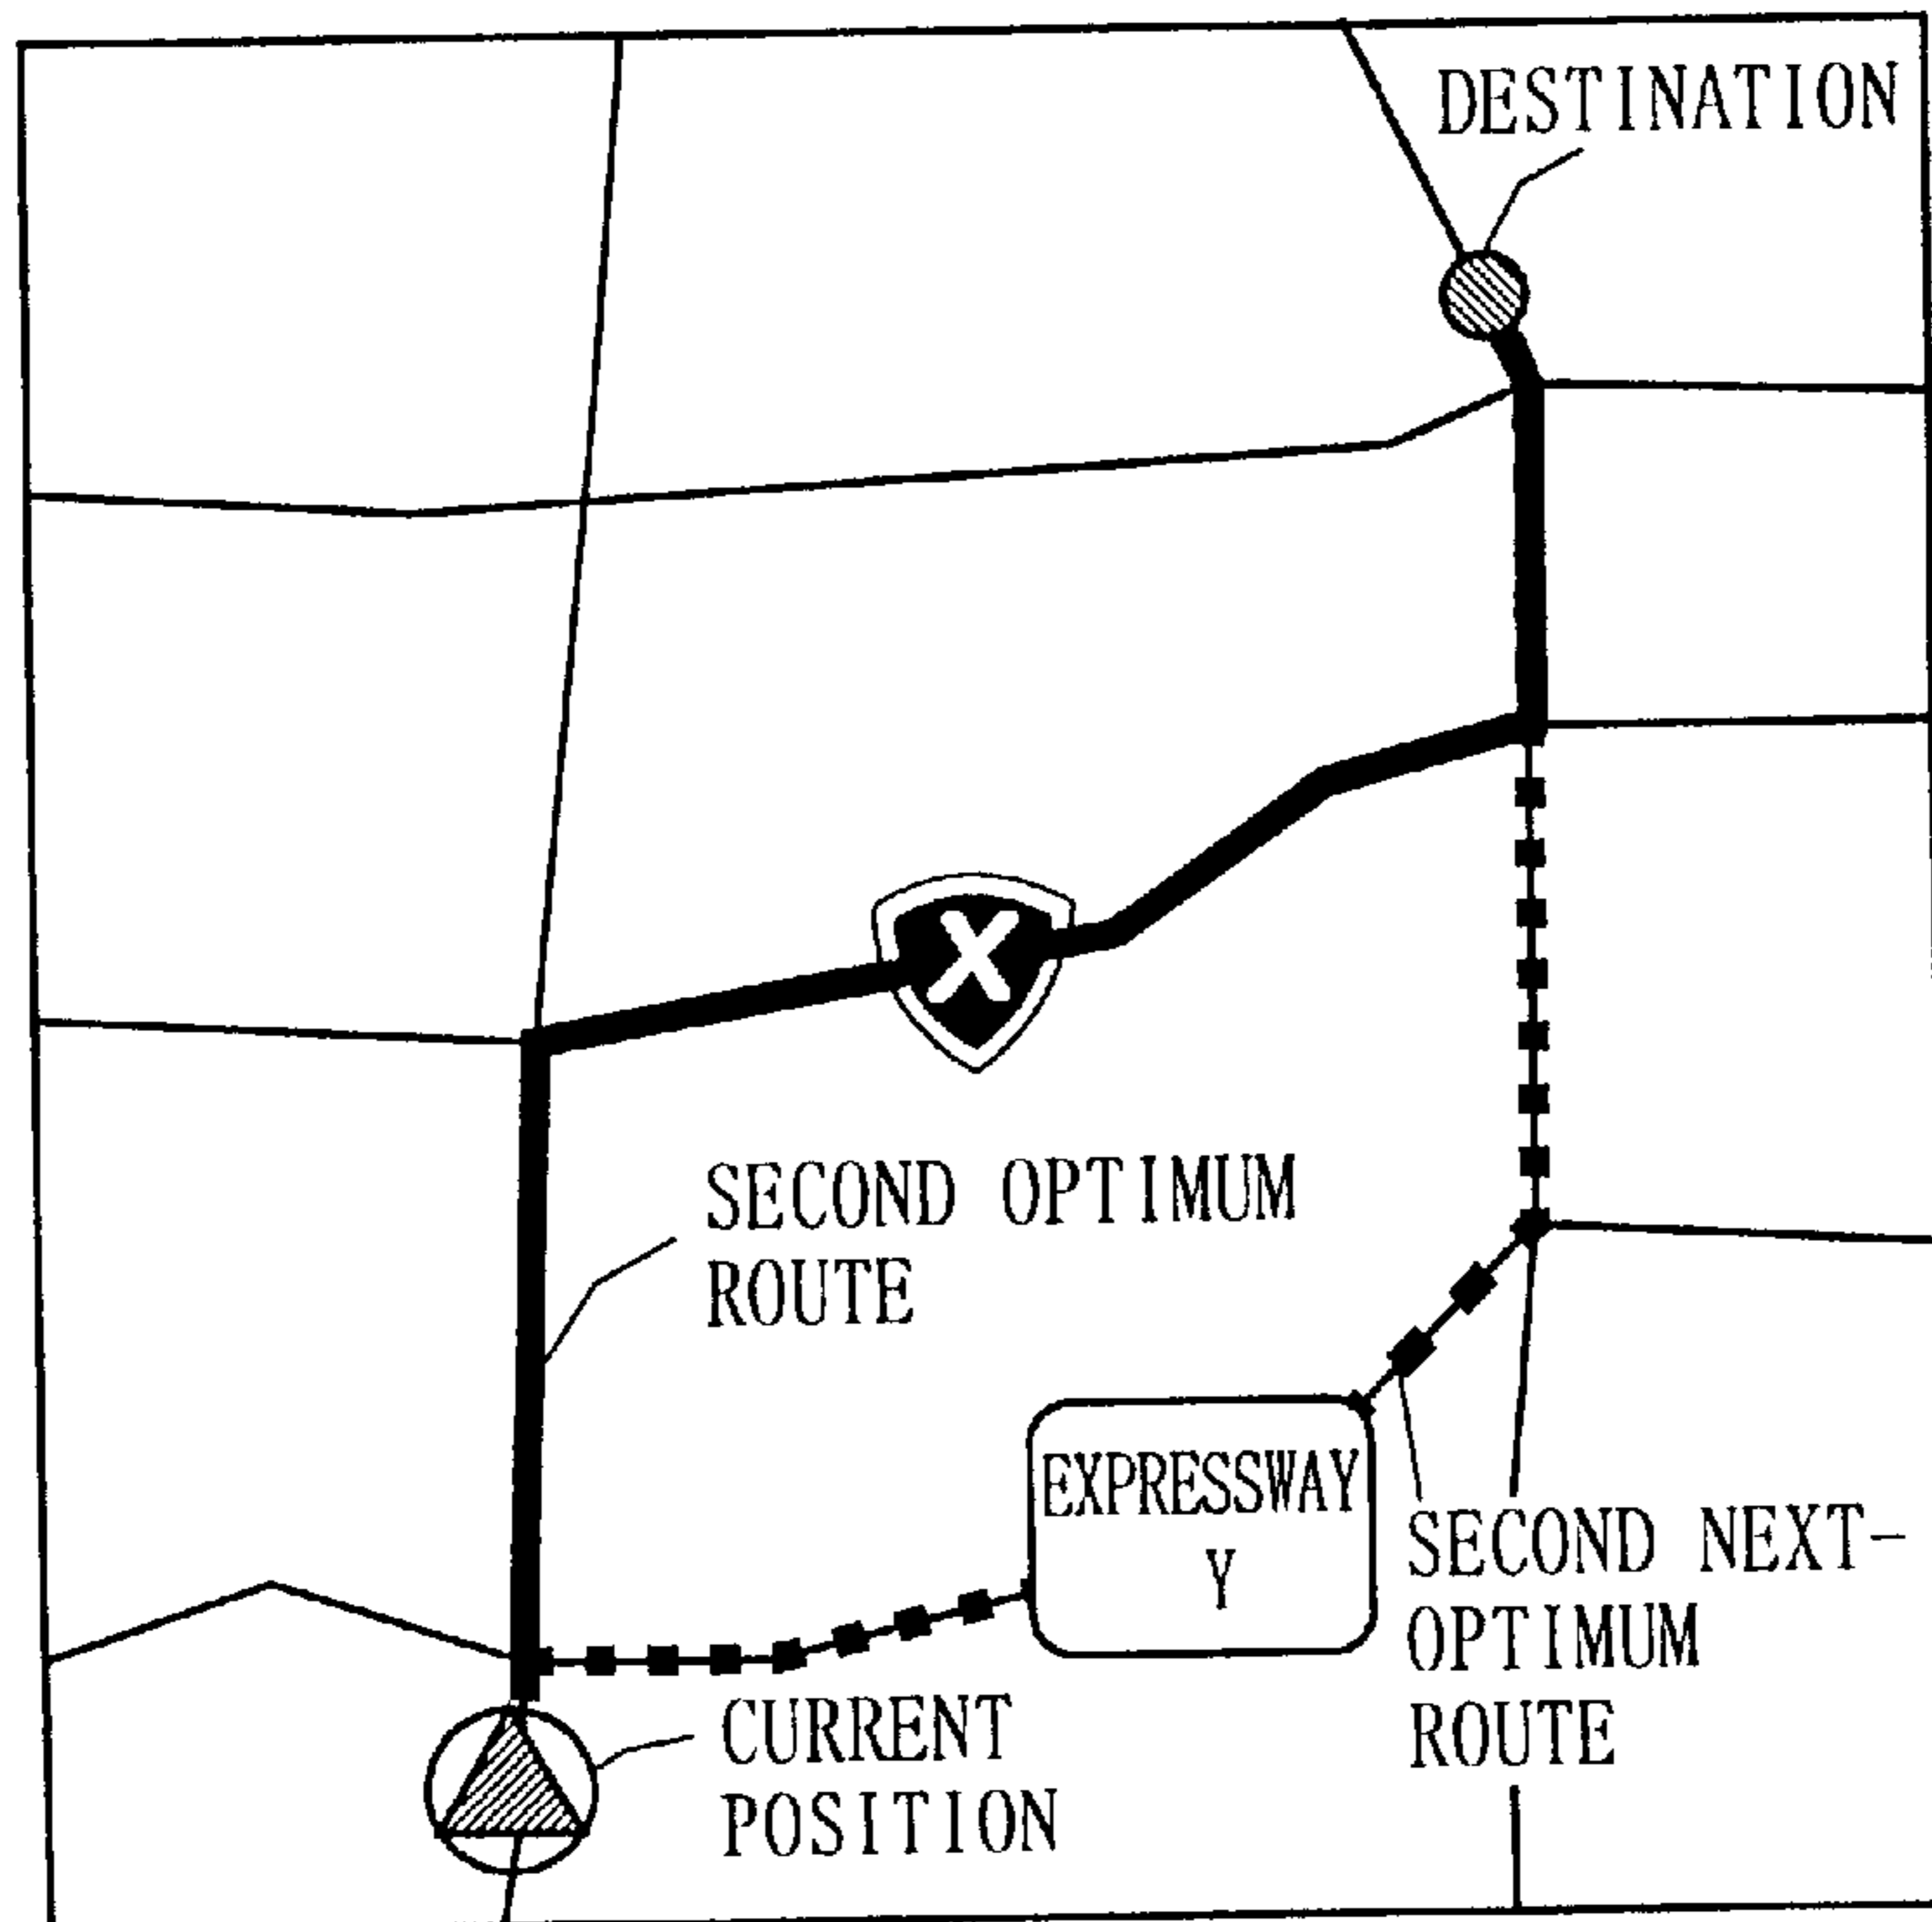 DESTINATION
X
SECOND OPTIMUM
ROUTE
EXPRESSWAY
Y
SECOND NEXT-
OPTIMUM
ROUTE
CURRENT
POSITION